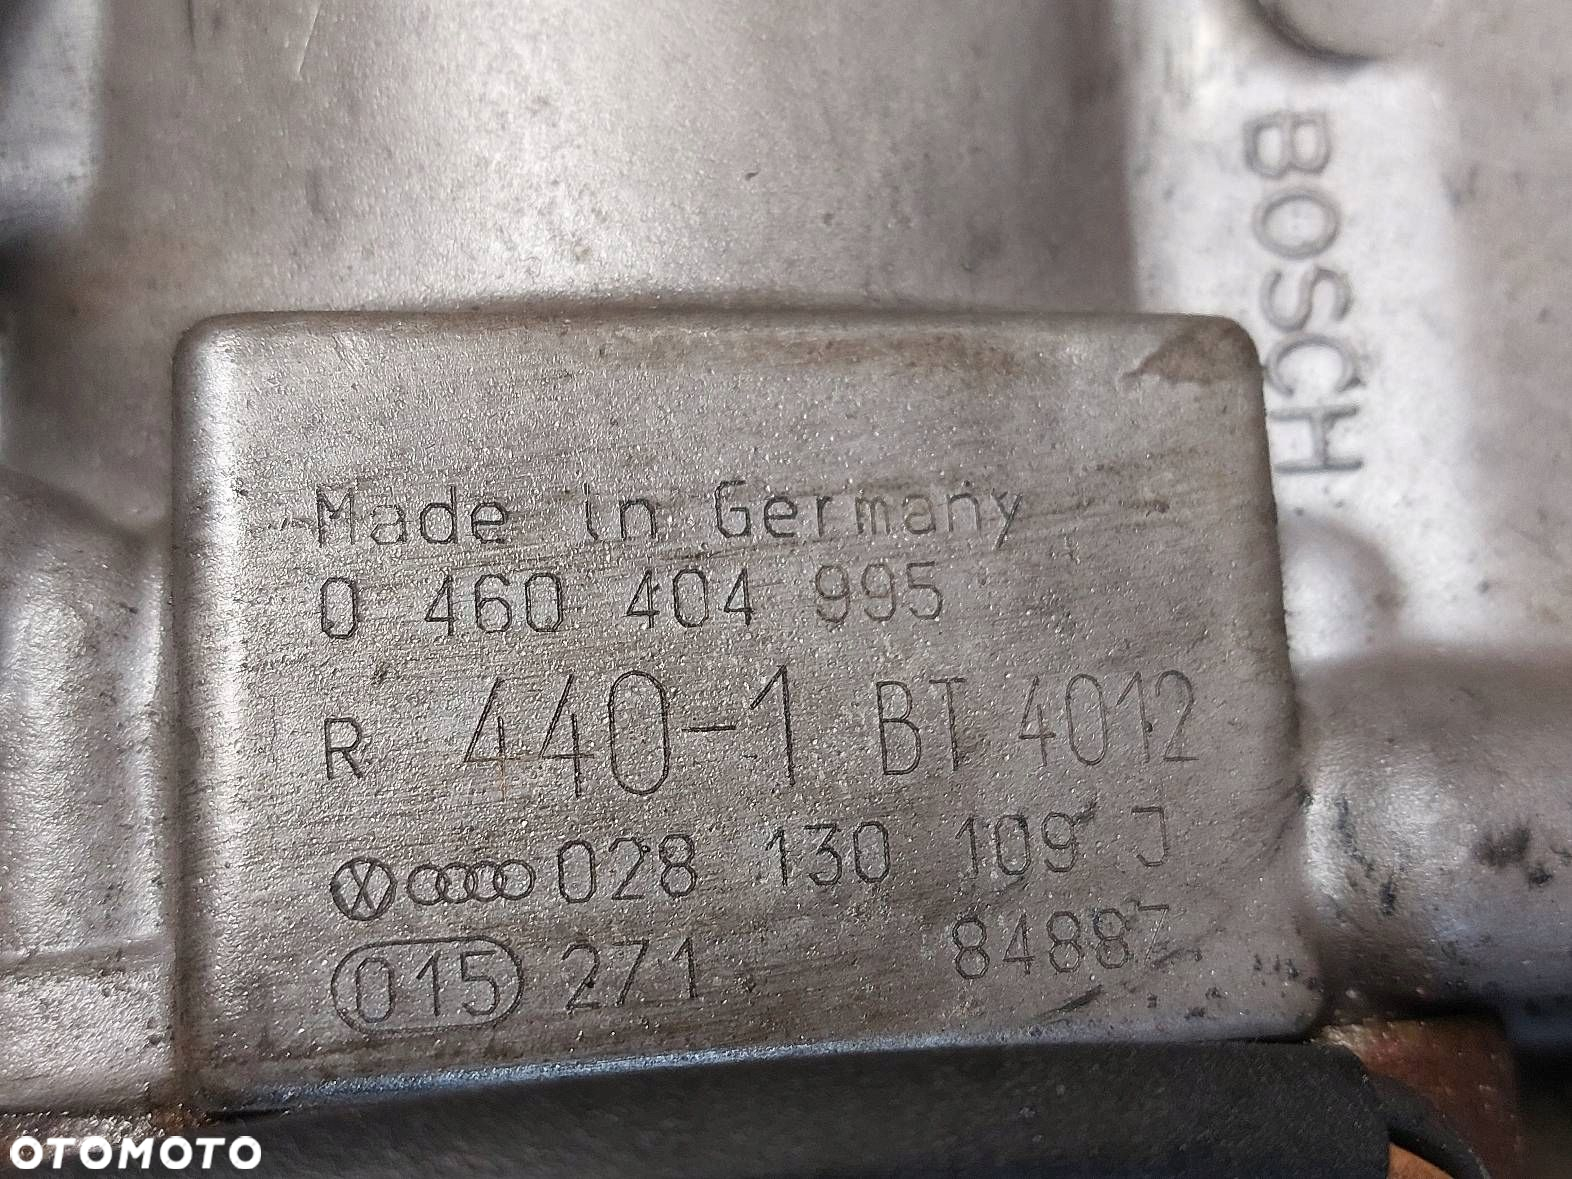 BOSCH
Made in Germany
0 460 404 995
R 440-1 BT 4012
028 130 109 J
015 271 84887
OTOMOTO